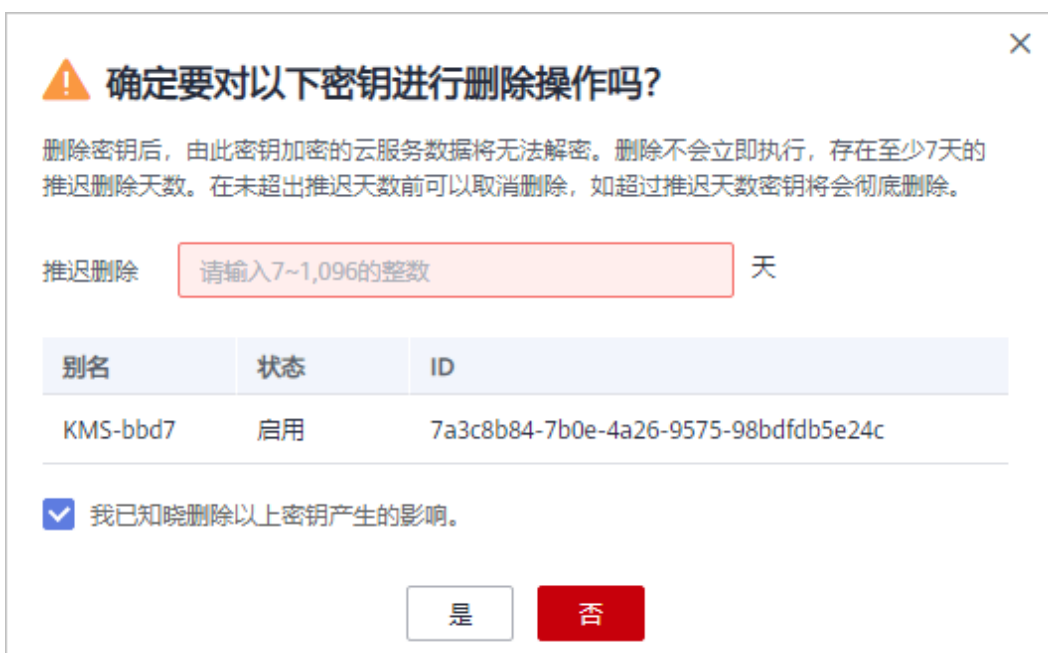 确定要对以下密钥进行删除操作吗？
删除密钥后，由此密钥加密的云服务数据将无法解密。删除不会立即执行，存在至少7天的
推迟删除天数。在未超出推迟天数前可以取消删除，如超过推迟天数密钥将会彻底删除。
推迟删除 请输入7~1,096的整数 天
别名 状态 ID
KMS-bbd7 启用 7a3c8b84-7b0e-4a26-9575-98bdfdb5e24c
我已知晓删除以上密钥产生的影响。
是 否